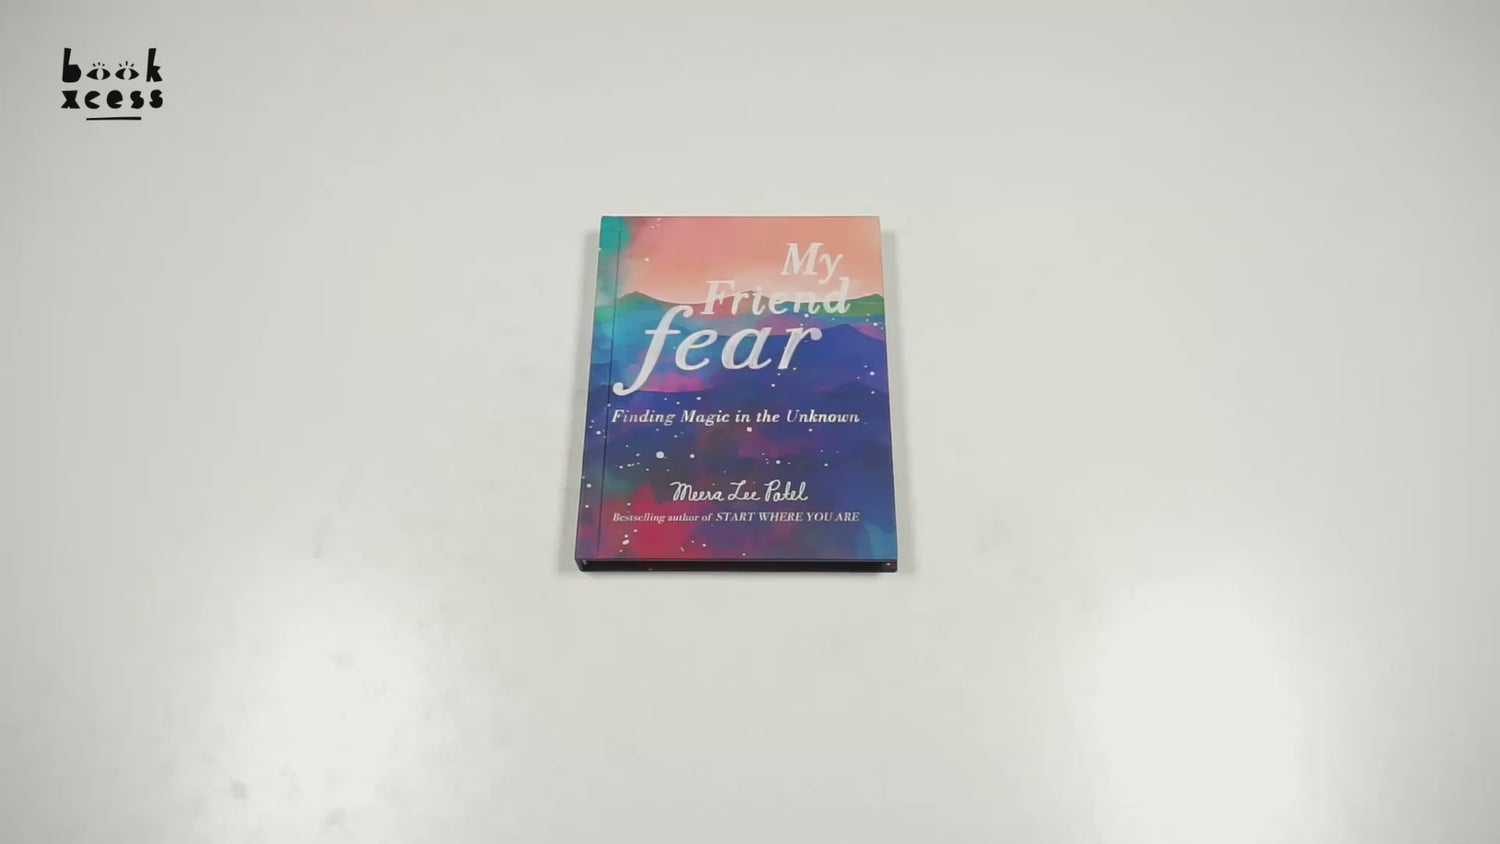 book
xcess
My
Friend
fear
Finding Magic in the Unknown
Meera Lee Patel
Bestselling author of START WHERE YOU ARE